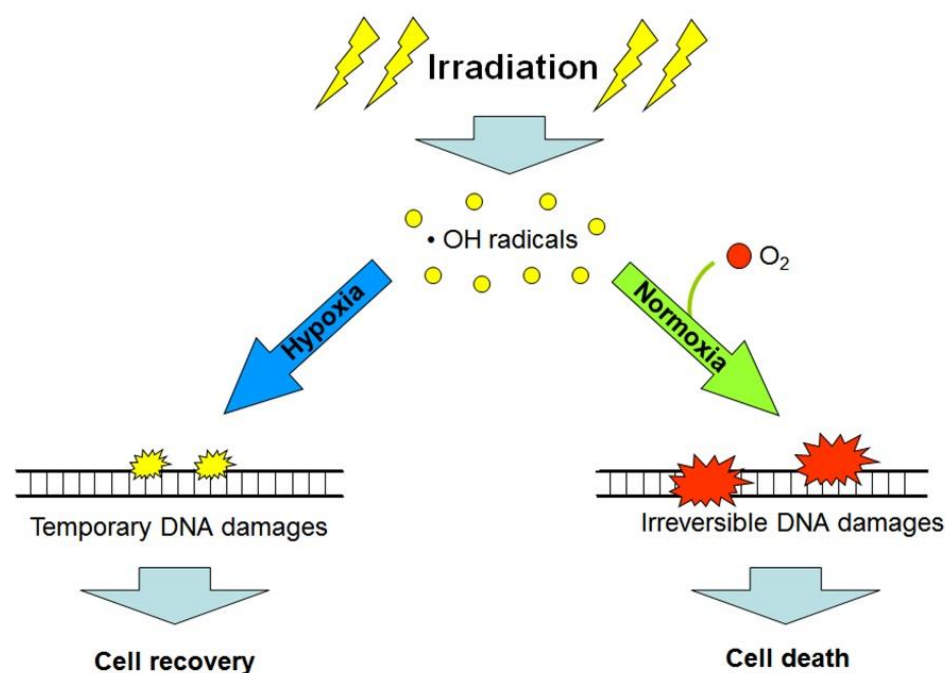 Irradiation
• OH radicals
O₂
Hypoxia
Normoxia
Temporary DNA damages
Irreversible DNA damages
Cell recovery
Cell death